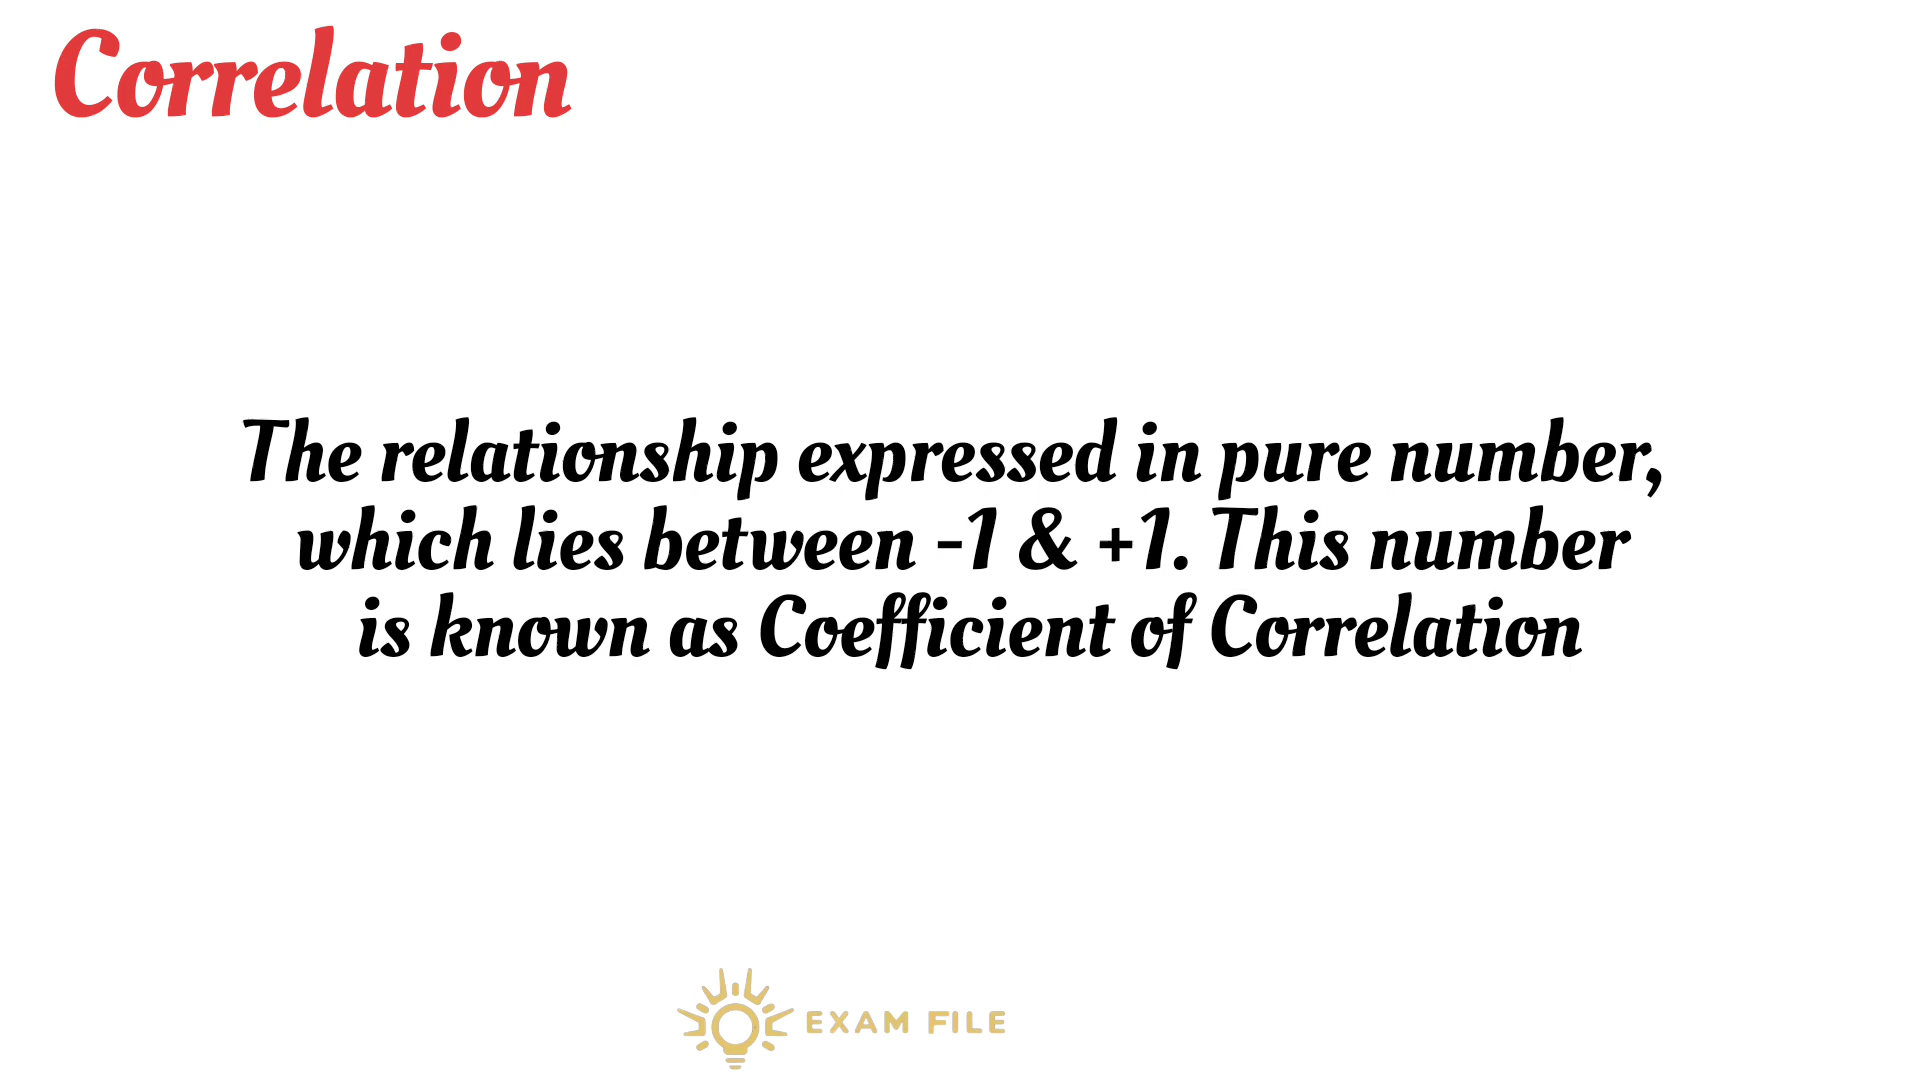 Correlation
The relationship expressed in pure number,
which lies between -1 & +1. This number
is known as Coefficient of Correlation
EXAM FILE